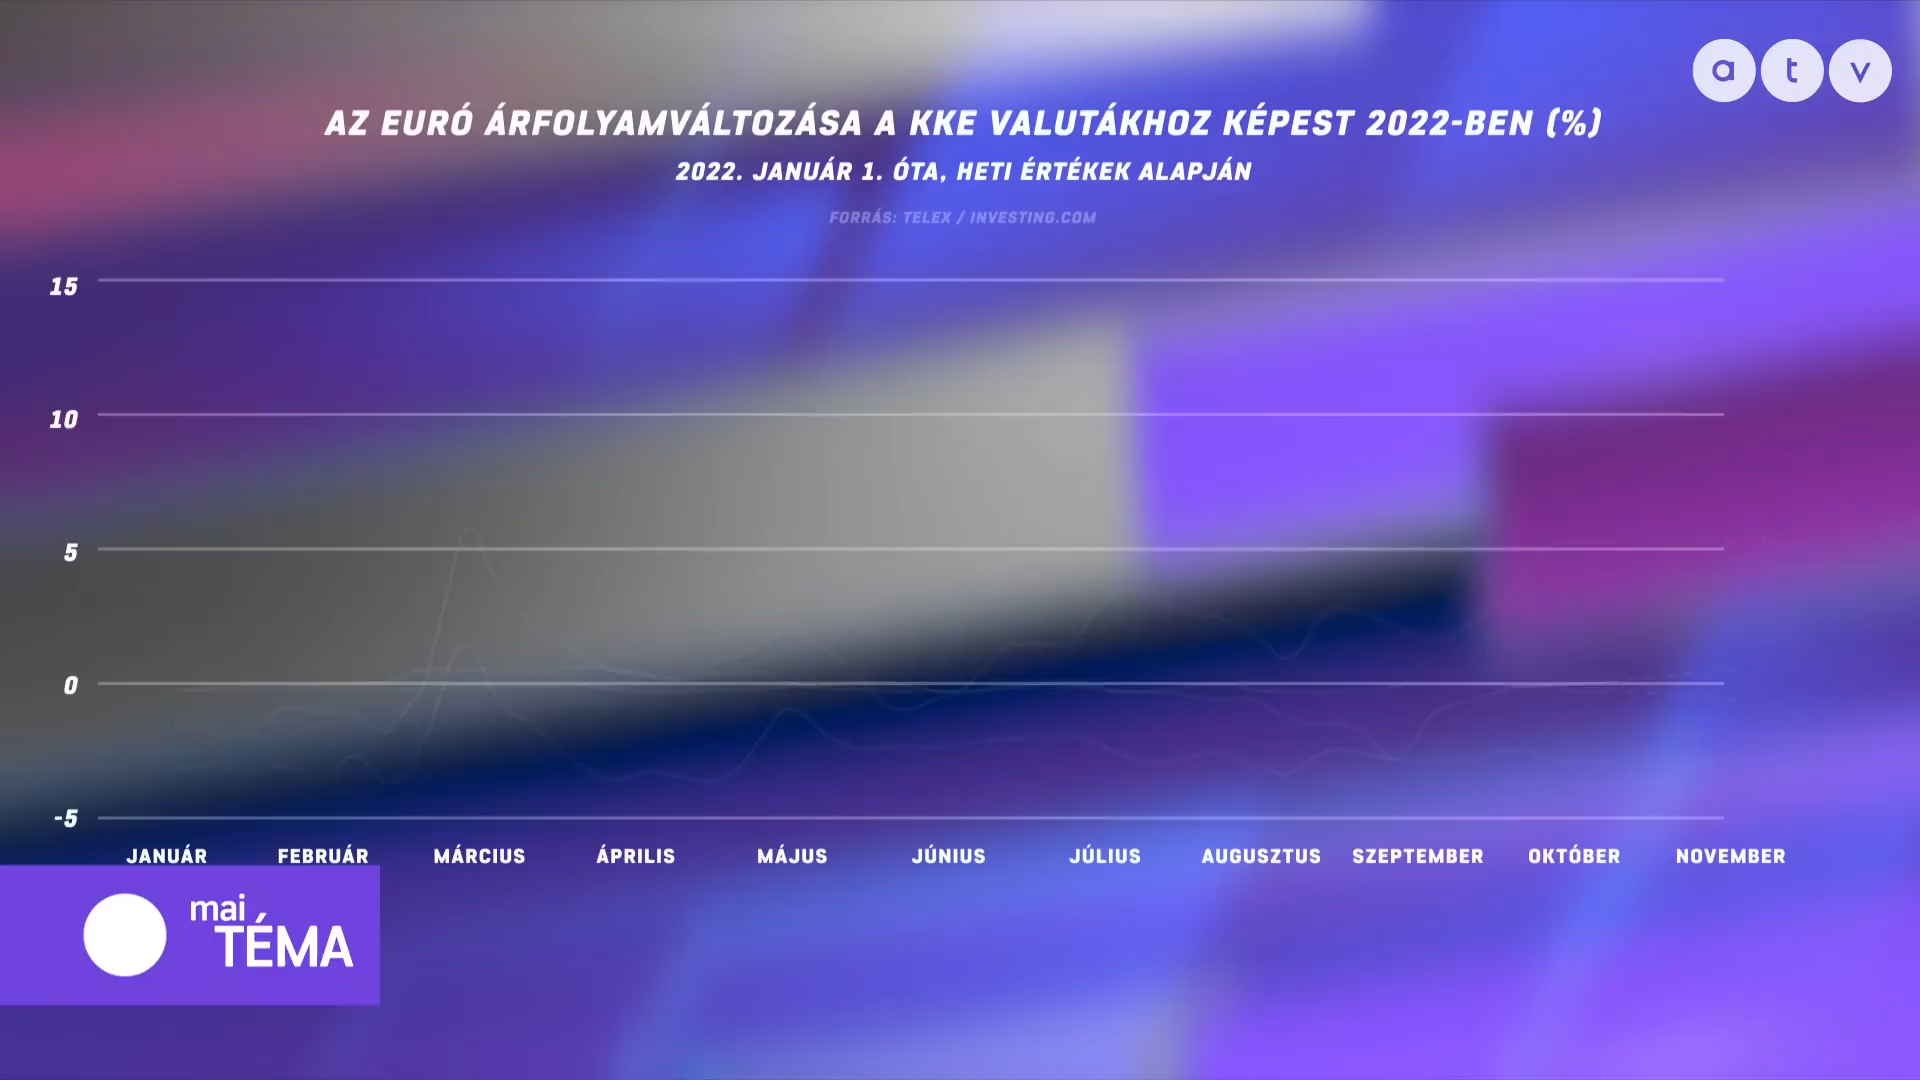 a t v
AZ EURÓ ÁRFOLYAMVÁLTOZÁSA A KKE VALUTÁKHOZ KÉPEST 2022-BEN (%)
2022. JANUÁR 1. ÓTA, HETI ÉRTÉKEK ALAPJÁN
FORRÁS: TELEX / INVESTING.COM
15
10
5
0
-5
JANUÁR FEBRUÁR MÁRCIUS ÁPRILIS MÁJUS JÚNIUS JÚLIUS AUGUSZTUS SZEPTEMBER OKTÓBER NOVEMBER
mai
TÉMA